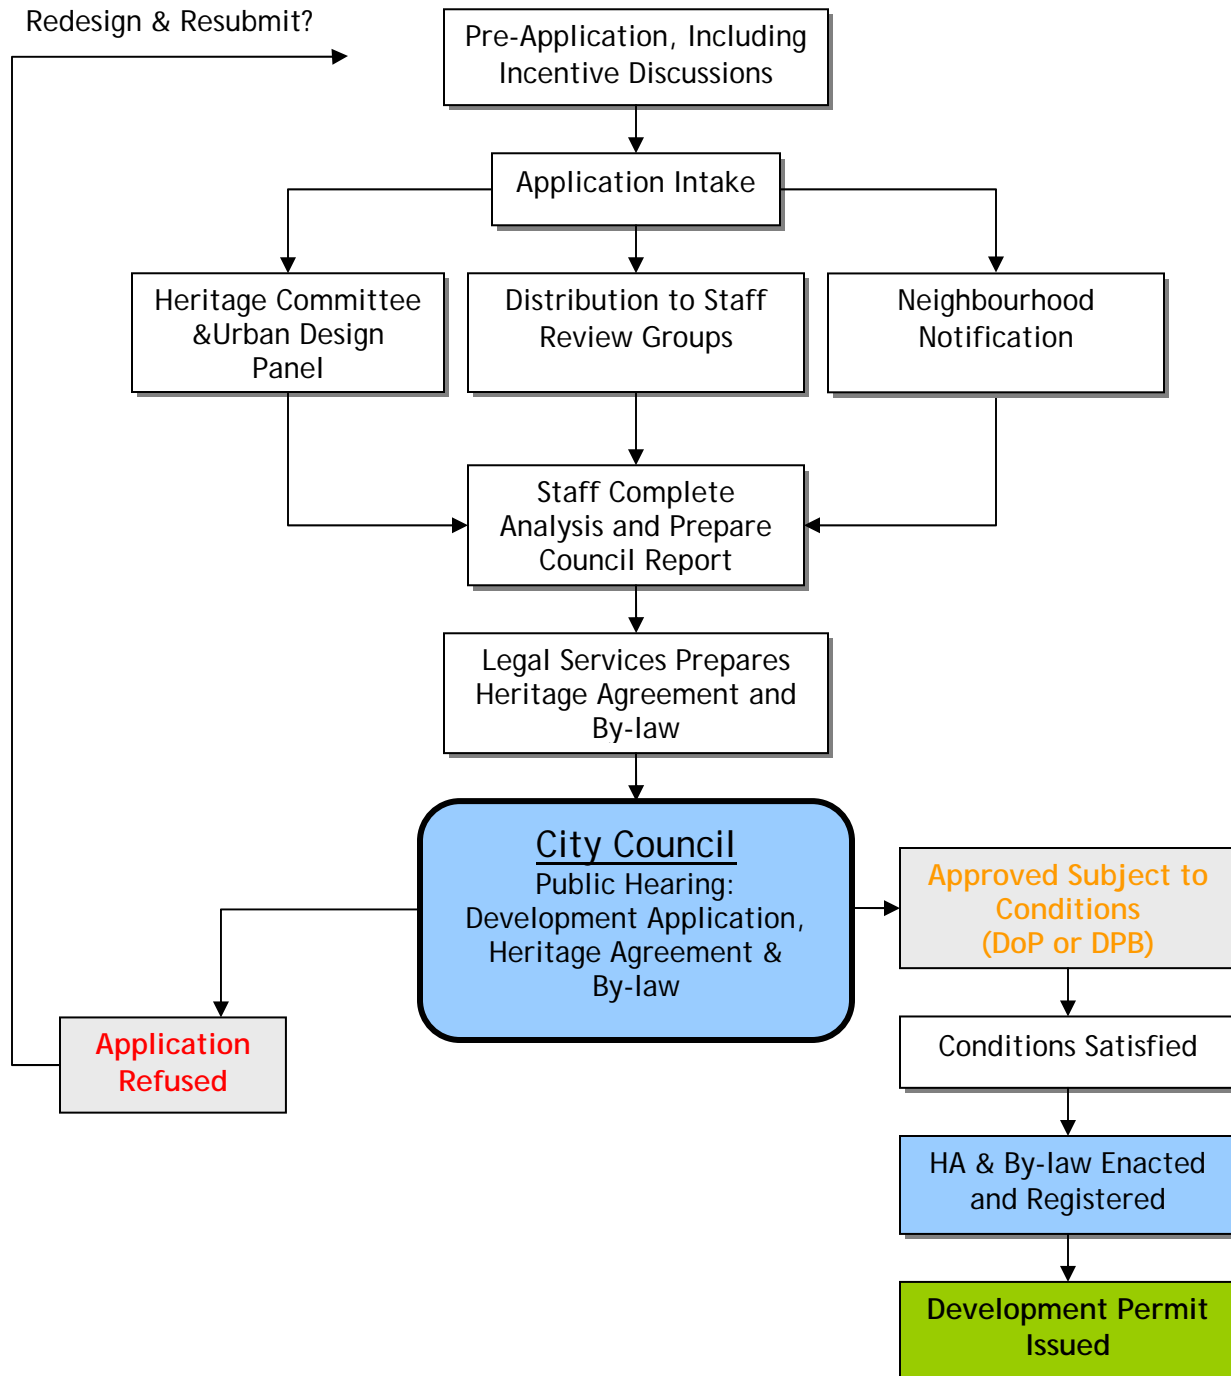 Redesign & Resubmit?
Pre-Application, Including
Incentive Discussions
Application Intake
Heritage Committee
&Urban Design
Panel
Distribution to Staff
Review Groups
Neighbourhood
Notification
Staff Complete
Analysis and Prepare
Council Report
Legal Services Prepares
Heritage Agreement and
By-law
City Council
Public Hearing:
Development Application,
Heritage Agreement &
By-law
Approved Subject to
Conditions
(DoP or DPB)
Application
Refused
Conditions Satisfied
HA & By-law Enacted
and Registered
Development Permit
Issued